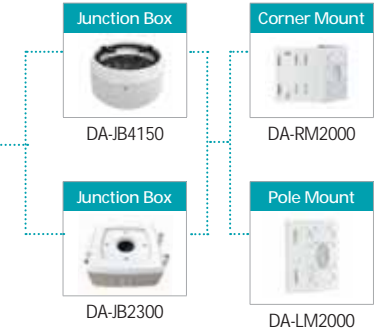 Junction Box
DA-JB4150
Corner Mount
DA-RM2000
Junction Box
DA-JB2300
Pole Mount
DA-LM2000